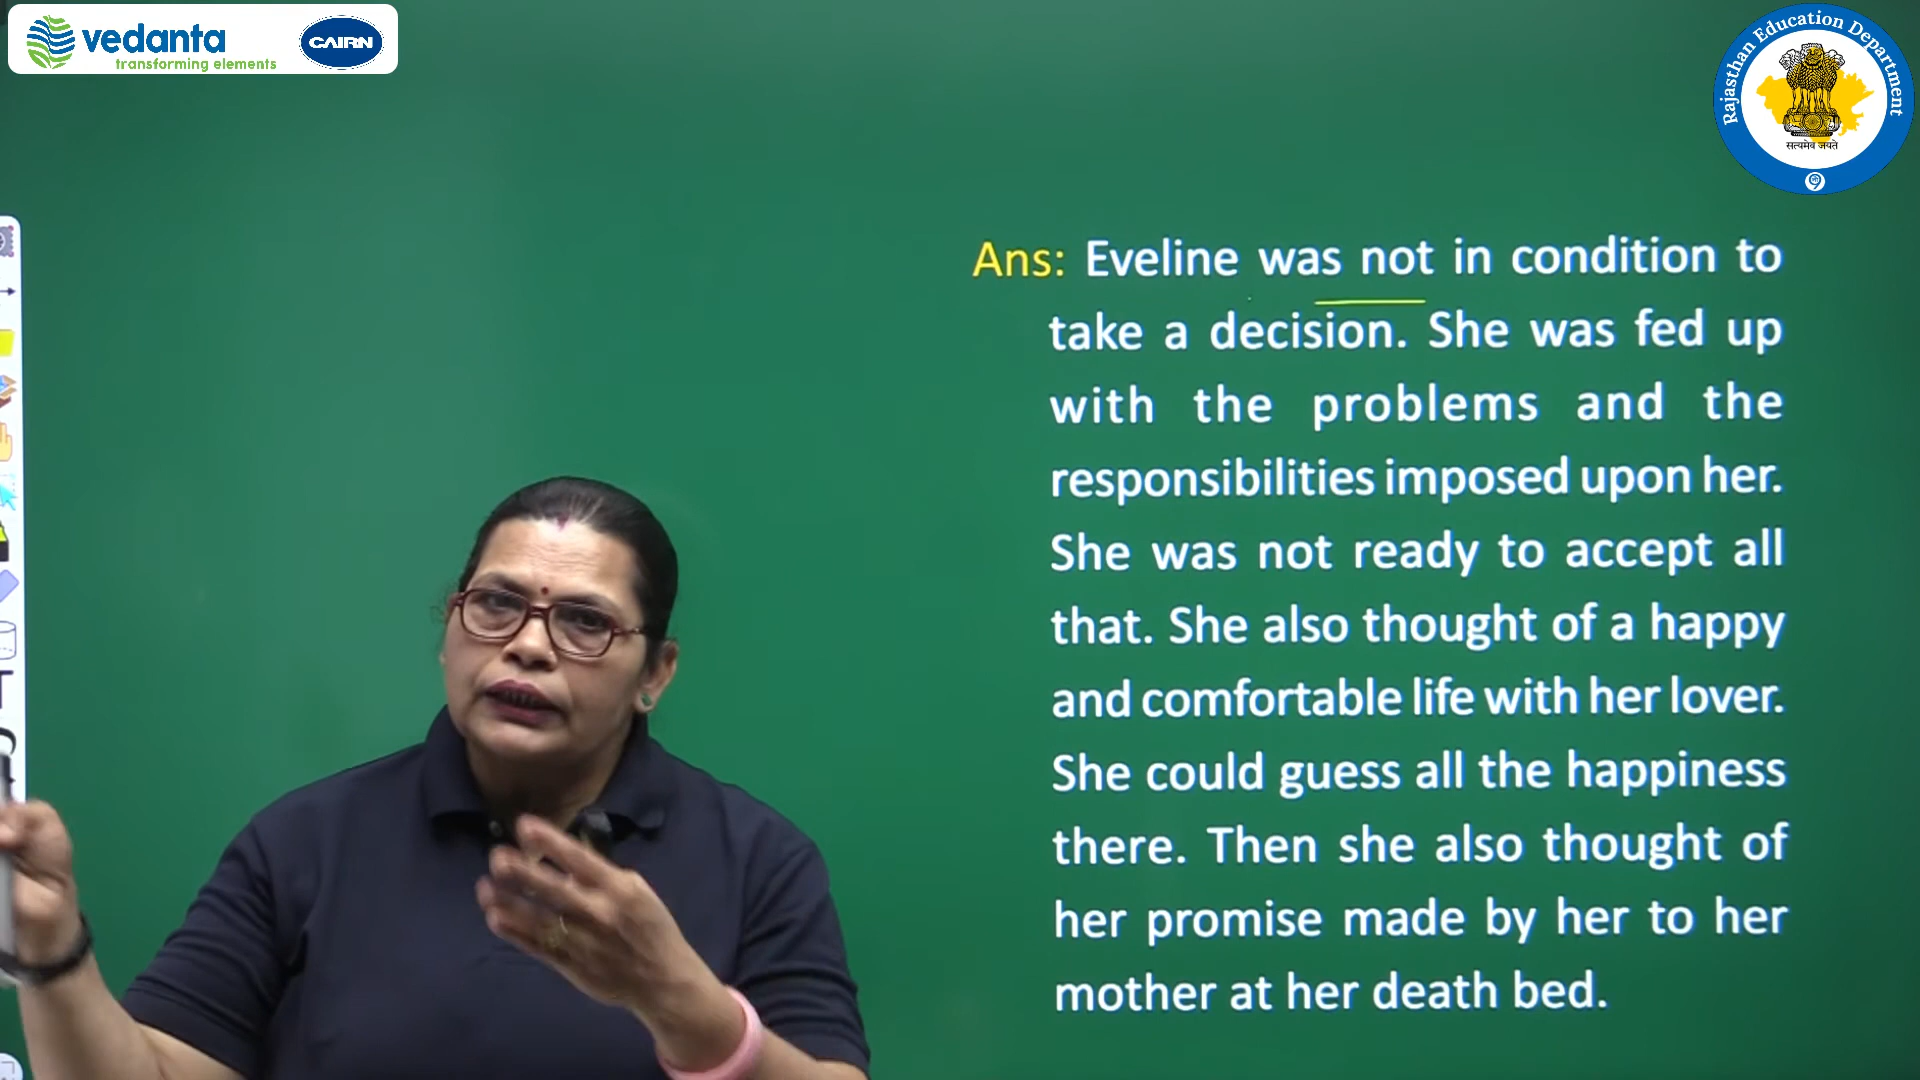 vedanta
transforming elements
CAIRN
Rajasthan Education Department
सत्यमेव जयते
Ans: Eveline was not in condition to
take a decision. She was fed up
with the problems and the
responsibilities imposed upon her.
She was not ready to accept all
that. She also thought of a happy
and comfortable life with her lover.
She could guess all the happiness
there. Then she also thought of
her promise made by her to her
mother at her death bed.
T